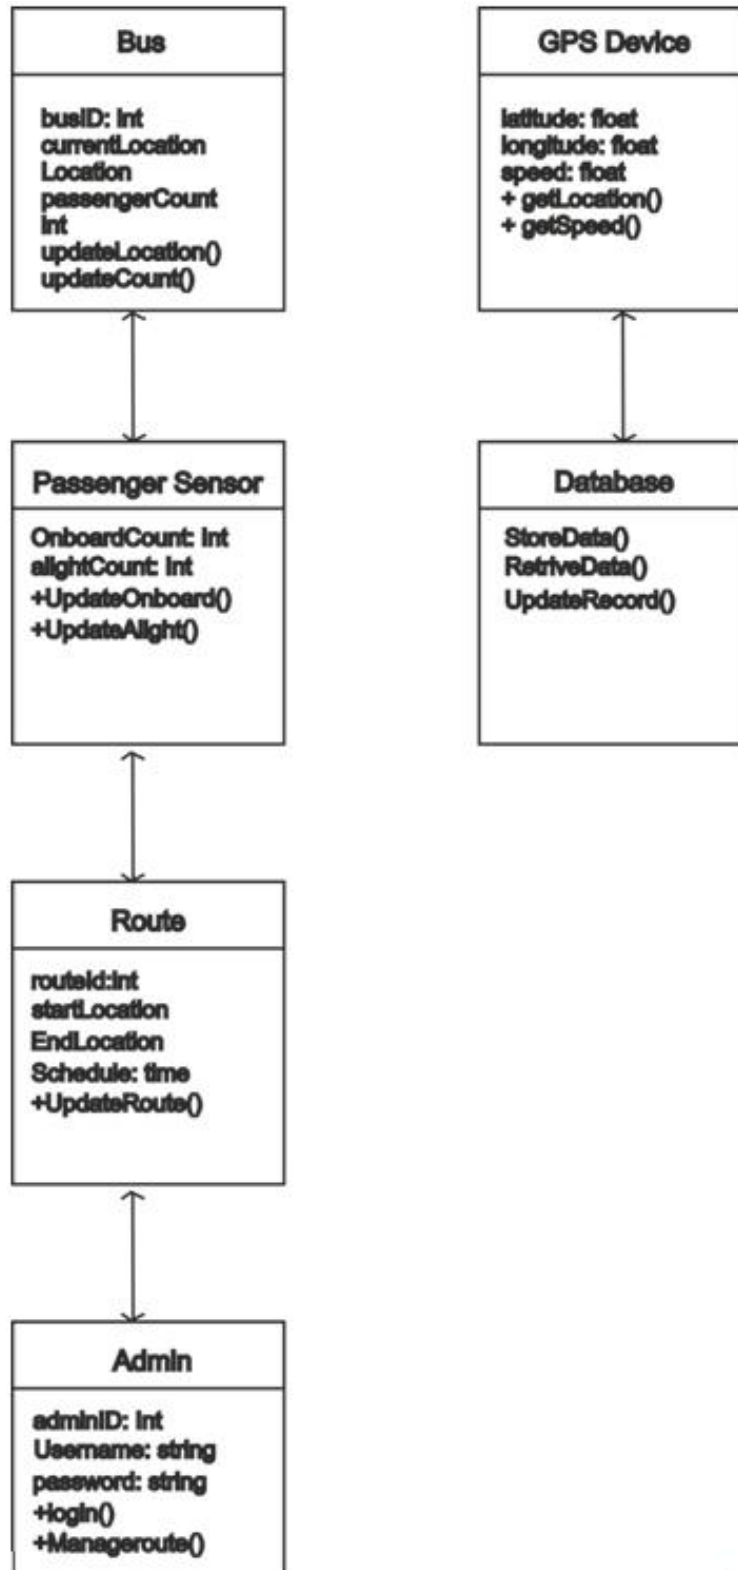 Bus
busID: int
currentLocation
Location
passengerCount
int
updateLocation()
updateCount()
GPS Device
latitude: float
longitude: float
speed: float
+ getLocation()
+ getSpeed()
Passenger Sensor
OnboardCount: int
alightCount: int
+UpdateOnboard()
+UpdateAlight()
Database
StoreData()
RetriveData()
UpdateRecord()
Route
routeId:int
startLocation
EndLocation
Schedule: time
+UpdateRoute()
Admin
adminID: int
Username: string
password: string
+login()
+Manageroute()